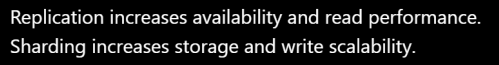 Replication increases availability and read performance.
Sharding increases storage and write scalability.